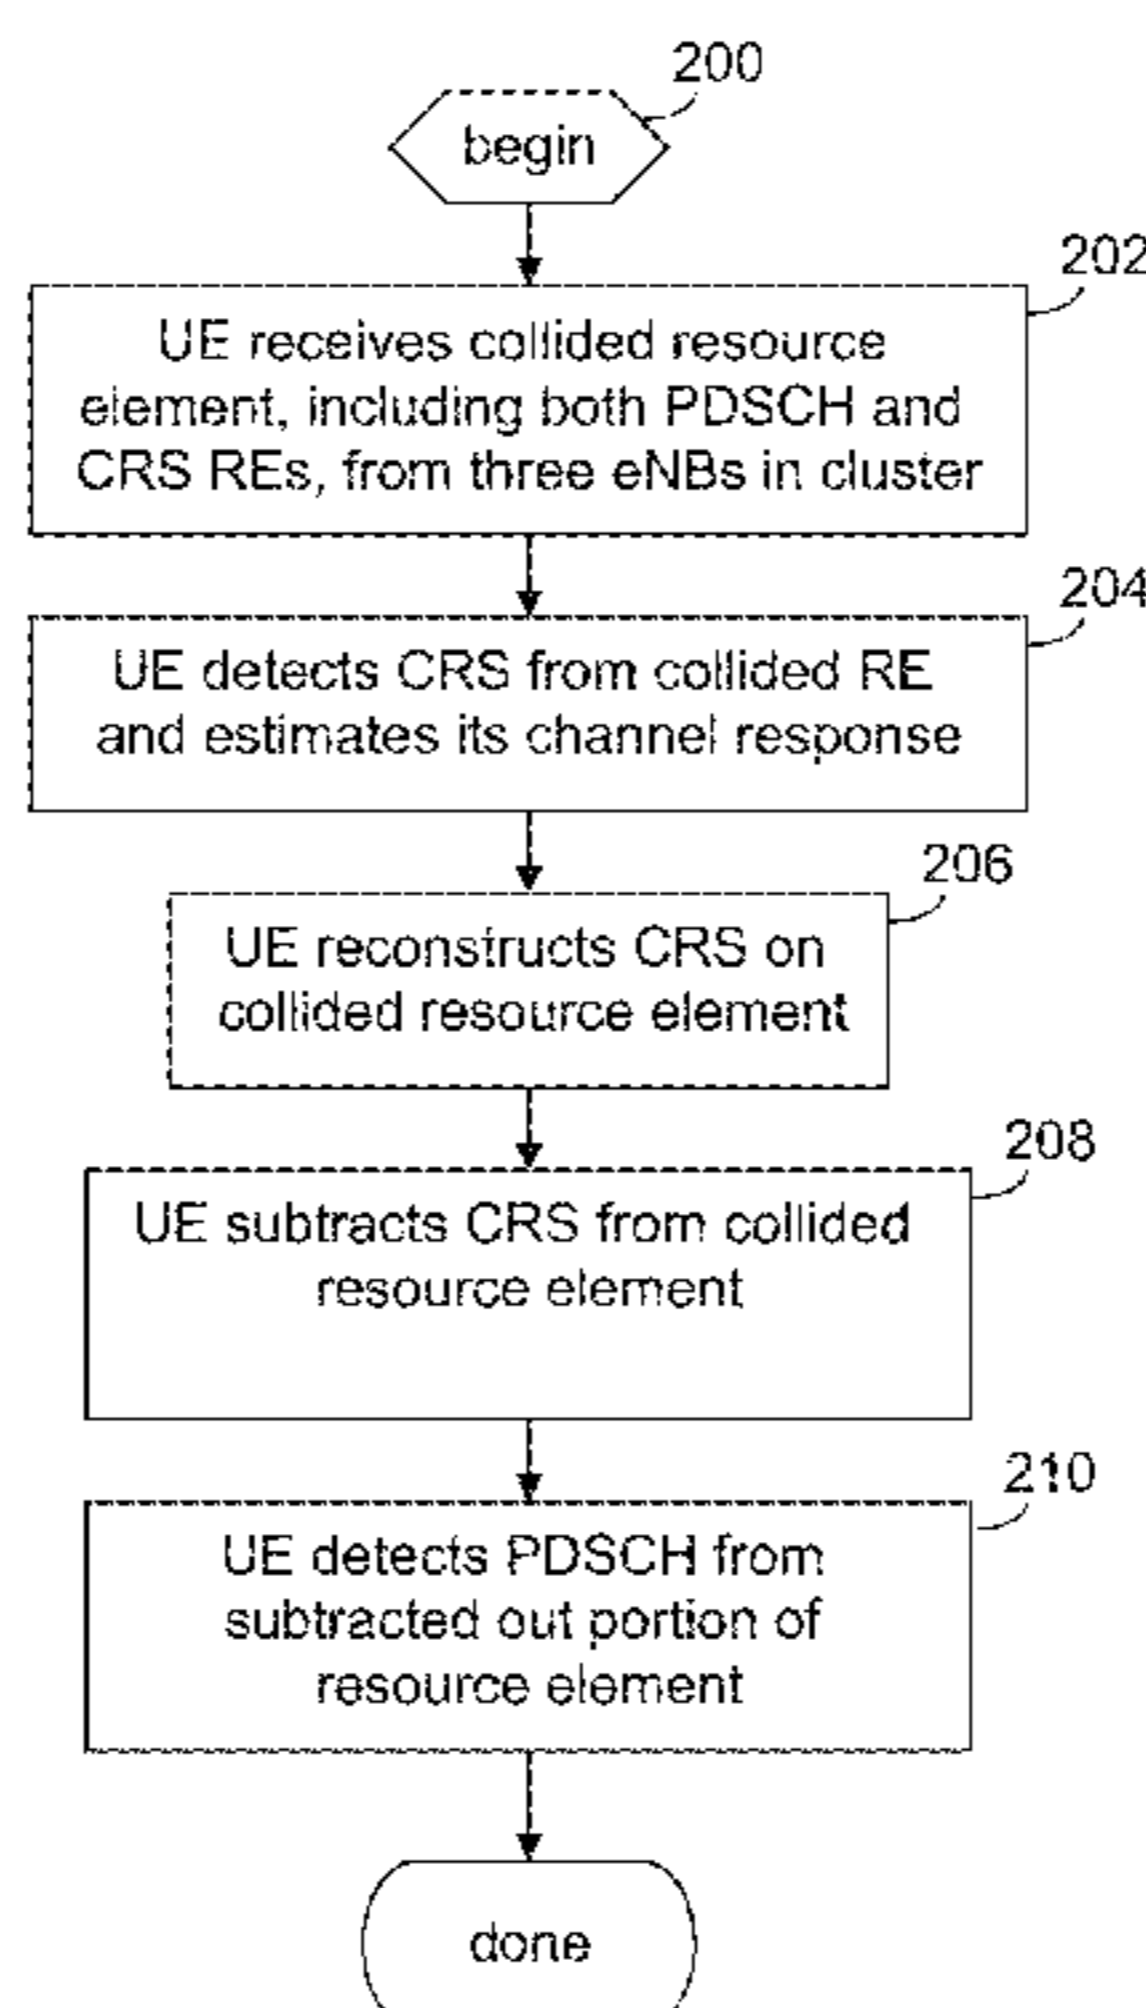 200
begin
202
UE receives collided resource
element, including both PDSCH and
CRS REs, from three eNBs in cluster
204
UE detects CRS from collided RE
and estimates its channel response
206
UE reconstructs CRS on
collided resource element
208
UE subtracts CRS from collided
resource element
210
UE detects PDSCH from
subtracted out portion of
resource element
done